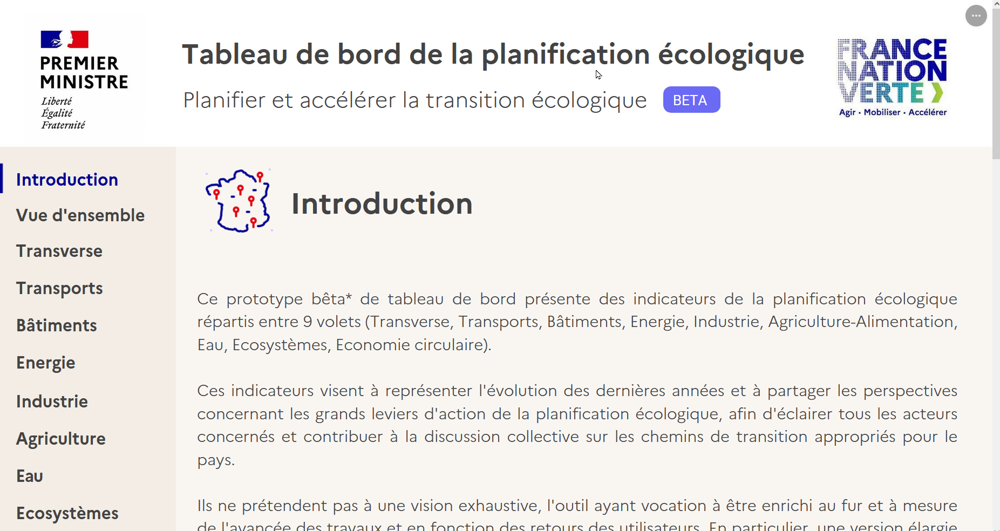 PREMIER
MINISTRE
Liberté
Égalité
Fraternité
Tableau de bord de la planification écologique
Planifier et accélérer la transition écologique
BETA
FRANCE
NATION
VERTE
Agir • Mobiliser • Accélérer
Introduction
Vue d'ensemble
Transverse
Transports
Bâtiments
Energie
Industrie
Agriculture
Eau
Ecosystèmes
Introduction
Ce prototype bêta* de tableau de bord présente des indicateurs de la planification écologique
répartis entre 9 volets (Transverse, Transports, Bâtiments, Energie, Industrie, Agriculture-Alimentation,
Eau, Ecosystèmes, Economie circulaire).
Ces indicateurs visent à représenter l'évolution des dernières années et à partager les perspectives
concernant les grands leviers d'action de la planification écologique, afin d'éclairer tous les acteurs
concernés et contribuer à la discussion collective sur les chemins de transition appropriés pour le
pays.
Ils ne prétendent pas à une vision exhaustive, l'outil ayant vocation à être enrichi au fur et à mesure
de l'avancée des travaux et en fonction des retours des utilisateurs. En particulier, une version élargie